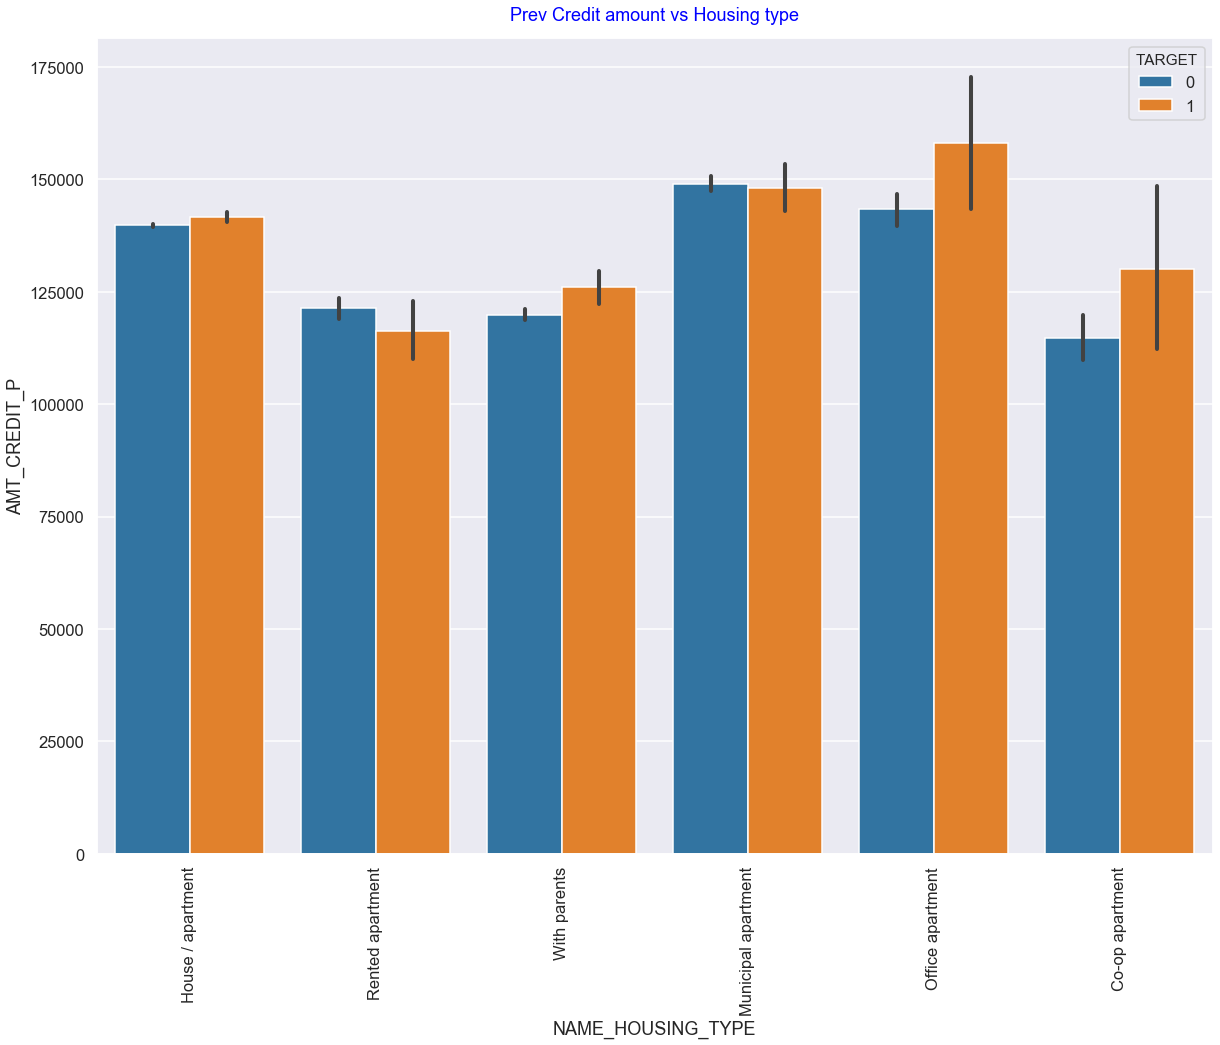 Prev Credit amount vs Housing type
TARGET
0
1
AMT_CREDIT_P
175000
150000
125000
100000
75000
50000
25000
0
House / apartment
Rented apartment
With parents
Municipal apartment
Office apartment
Co-op apartment
NAME_HOUSING_TYPE